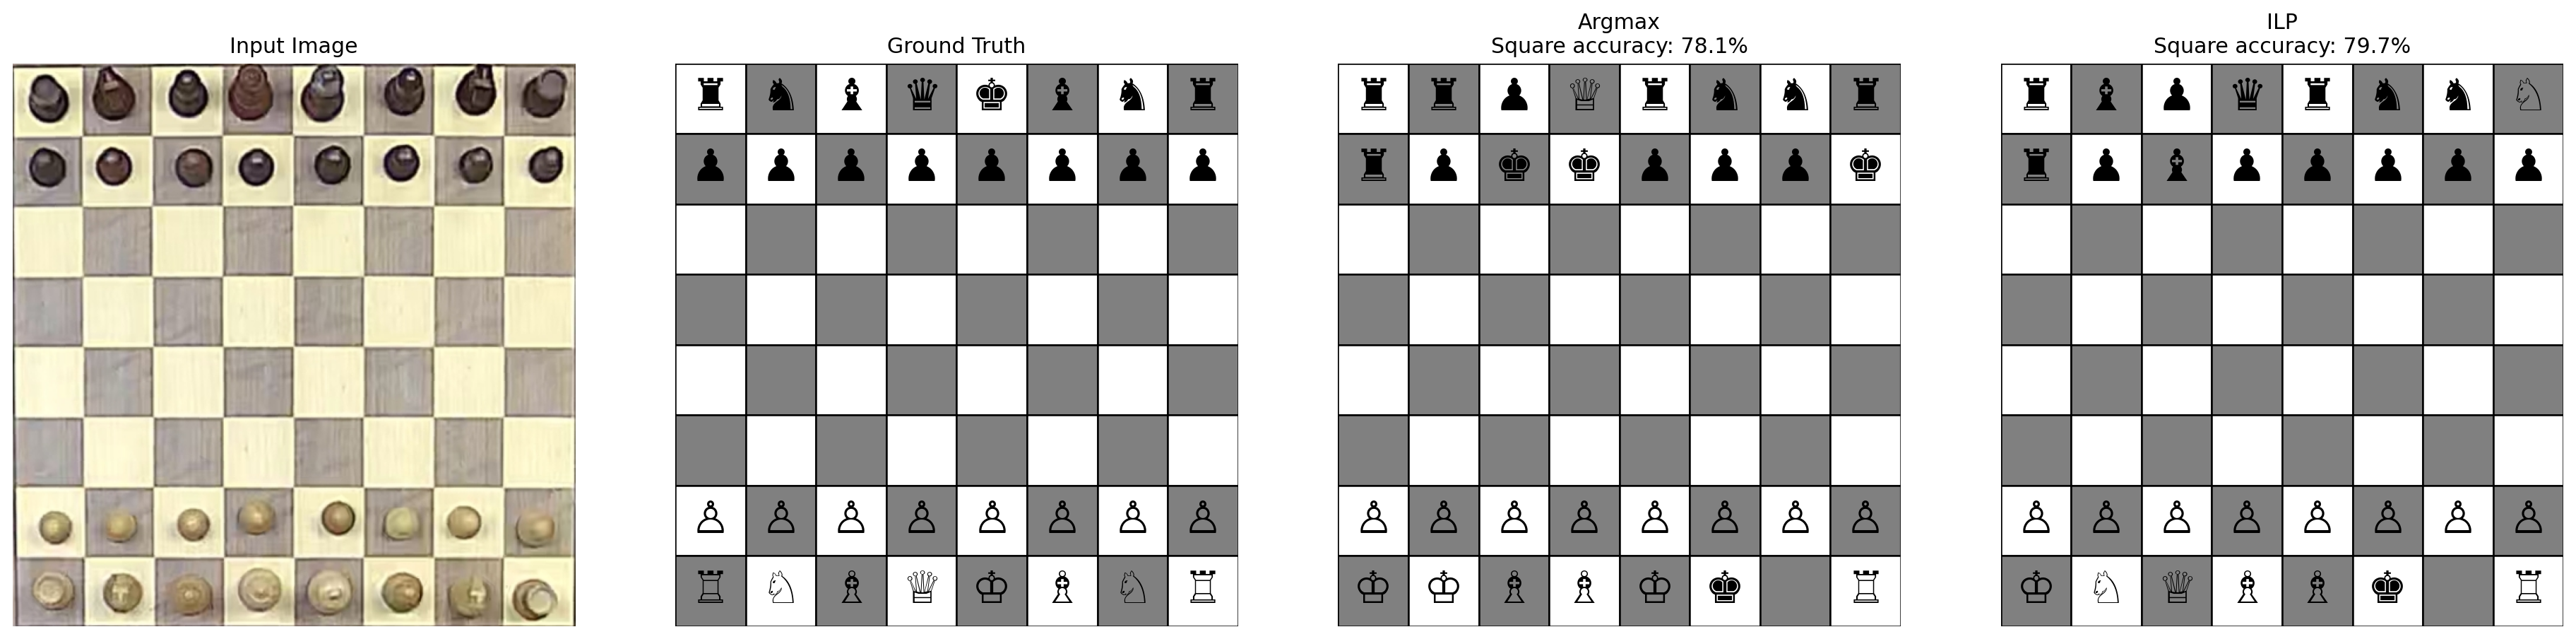 Input Image
Ground Truth
Argmax
Square accuracy: 78.1%
ILP
Square accuracy: 79.7%